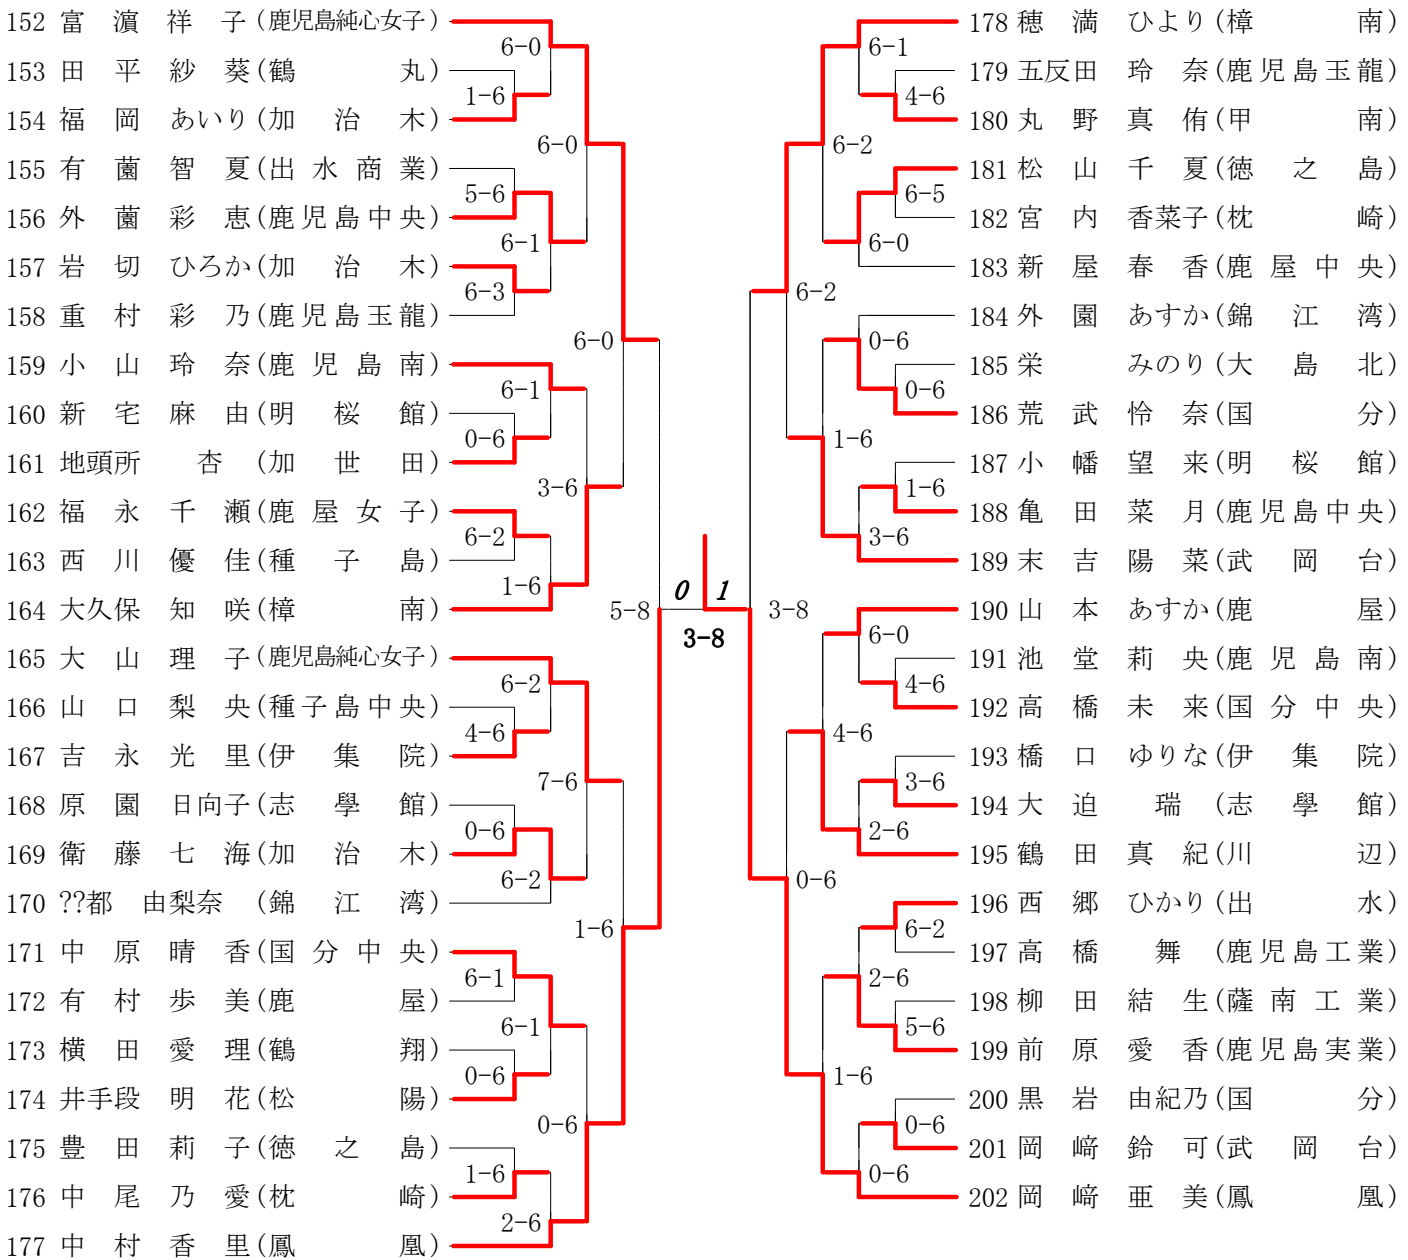 152 富濵祥子(鹿児島純心女子)
6-0
153 田平紗葵(鶴丸)
1-6
154 福岡あいり(加治木)
6-0
155 有薗智夏(出水商業)
5-6
156 外薗彩恵(鹿児島中央)
6-1
157 岩切ひろか(加治木)
6-3
158 重村彩乃(鹿児島玉龍)
6-0
159 小山玲奈(鹿児島南)
6-1
160 新宅麻由(明桜館)
0-6
161 地頭所杏(加世田)
3-6
162 福永千瀬(鹿屋女子)
6-2
163 西川優佳(種子島)
1-6
164 大久保知咲(樟南)
5-8
165 大山理子(鹿児島純心女子)
6-2
166 山口梨央(種子島中央)
4-6
167 吉永光里(伊集院)
7-6
168 原園日向子(志學館)
0-6
169 衛藤七海(加治木)
6-2
170 ??都由梨奈(錦江湾)
1-6
171 中原晴香(国分中央)
6-1
172 有村歩美(鹿屋)
6-1
173 横田愛理(鶴翔)
0-6
174 井手段明花(松陽)
0-6
175 豊田莉子(徳之島)
1-6
176 中尾乃愛(枕崎)
2-6
177 中村香里(鳳凰)
0 1
3-8
178 穂満ひより(樟南)
6-1
179 五反田玲奈(鹿児島玉龍)
4-6
180 丸野真侑(甲南)
6-2
181 松山千夏(徳之島)
6-5
182 宮内香菜子(枕崎)
6-0
183 新屋春香(鹿屋中央)
6-2
184 外園あすか(錦江湾)
0-6
185 栄みのり(大島北)
0-6
186 荒武怜奈(国分)
1-6
187 小幡望来(明桜館)
1-6
188 亀田菜月(鹿児島中央)
3-6
189 末吉陽菜(武岡台)
3-8
190 山本あすか(鹿屋)
6-0
191 池堂莉央(鹿児島南)
4-6
192 高橋未来(国分中央)
4-6
193 橋口ゆりな(伊集院)
3-6
194 大迫瑞(志學館)
2-6
195 鶴田真紀(川辺)
0-6
196 西郷ひかり(出水)
6-2
197 高橋舞(鹿児島工業)
2-6
198 柳田結生(薩南工業)
5-6
199 前原愛香(鹿児島実業)
1-6
200 黒岩由紀乃(国分)
0-6
201 岡﨑鈴可(武岡台)
0-6
202 岡﨑亜美(鳳凰)